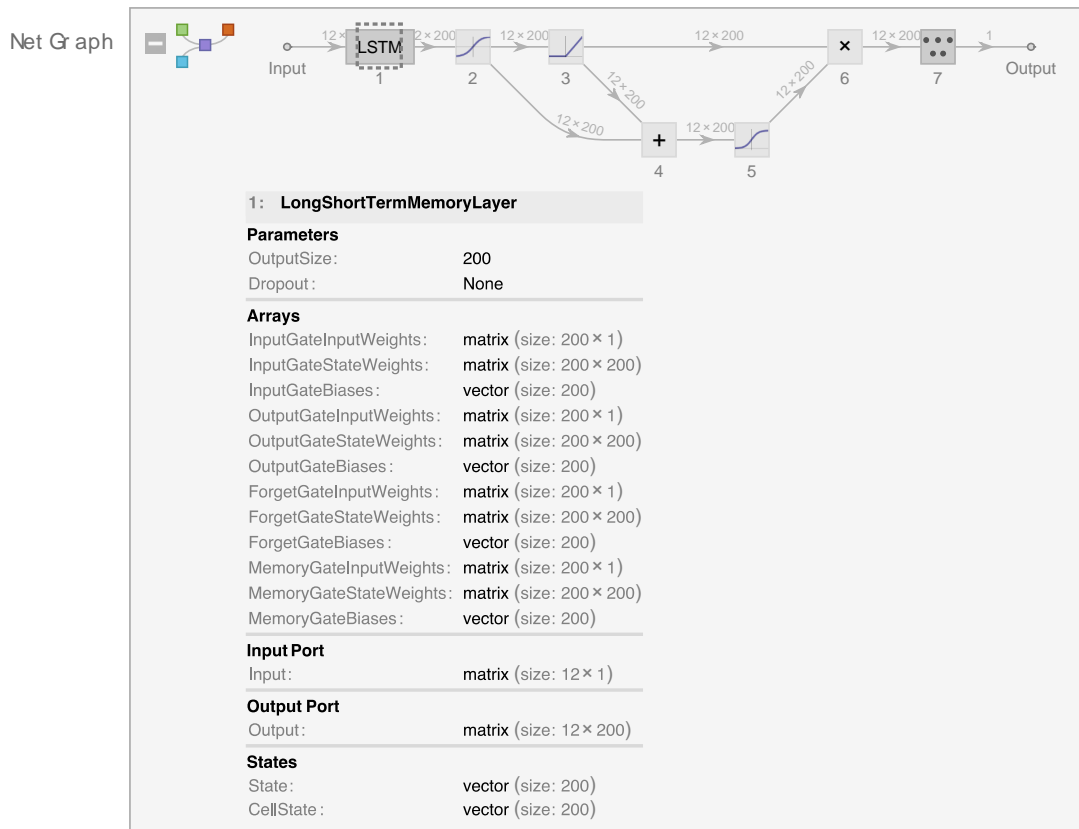 Net Graph
12×
LSTM
2×200
12×200
12×200
×
12×200
1
Input
1
2
3
6
7
Output
12×200
12×200
12×200
12×200
+
4
5
1: LongShortTermMemoryLayer
Parameters
OutputSize: 200
Dropout: None
Arrays
InputGateInputWeights: matrix (size: 200×1)
InputGateStateWeights: matrix (size: 200×200)
InputGateBiases: vector (size: 200)
OutputGateInputWeights: matrix (size: 200×1)
OutputGateStateWeights: matrix (size: 200×200)
OutputGateBiases: vector (size: 200)
ForgetGateInputWeights: matrix (size: 200×1)
ForgetGateStateWeights: matrix (size: 200×200)
ForgetGateBiases: vector (size: 200)
MemoryGateInputWeights: matrix (size: 200×1)
MemoryGateStateWeights: matrix (size: 200×200)
MemoryGateBiases: vector (size: 200)
Input Port
Input: matrix (size: 12×1)
Output Port
Output: matrix (size: 12×200)
States
State: vector (size: 200)
CellState: vector (size: 200)